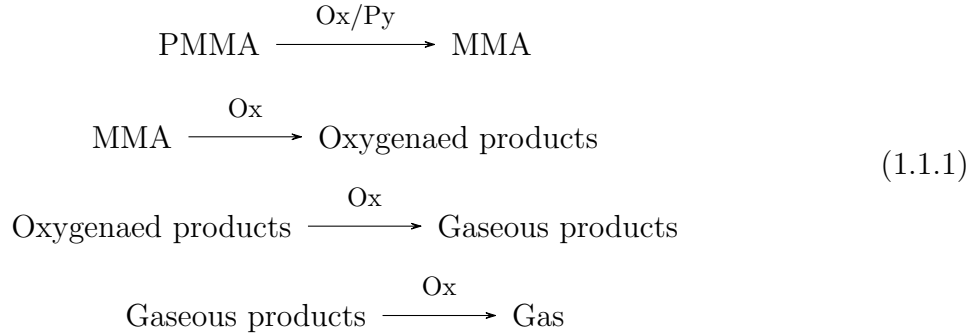 Ox/Py
PMMA → MMA
Ox
MMA → Oxygenaed products
(1.1.1)
Ox
Oxygenaed products → Gaseous products
Ox
Gaseous products → Gas